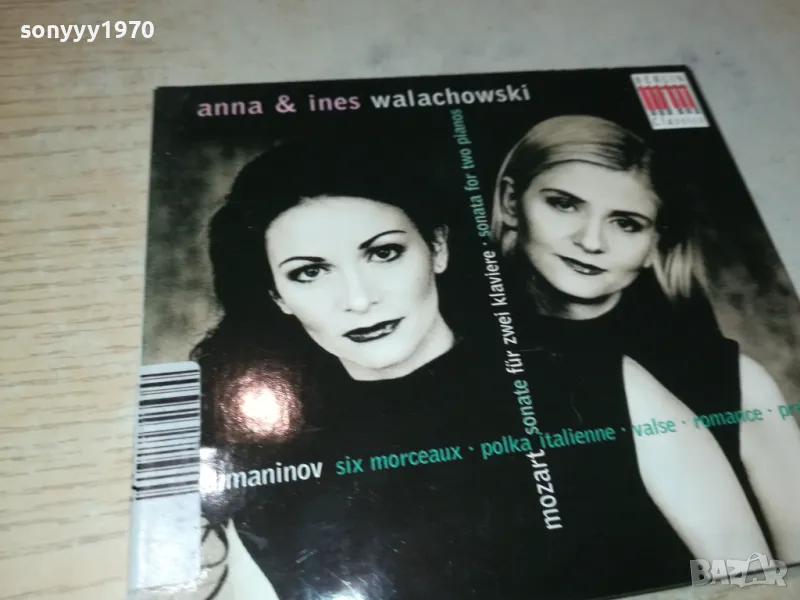 sonyyy1970
anna & ines walachowski
BERLIN
Classics
mozart sonate für zwei klaviere · sonata for two pianos
maninov six morceaux · polka italienne · valse · romance · pre
BAZAR